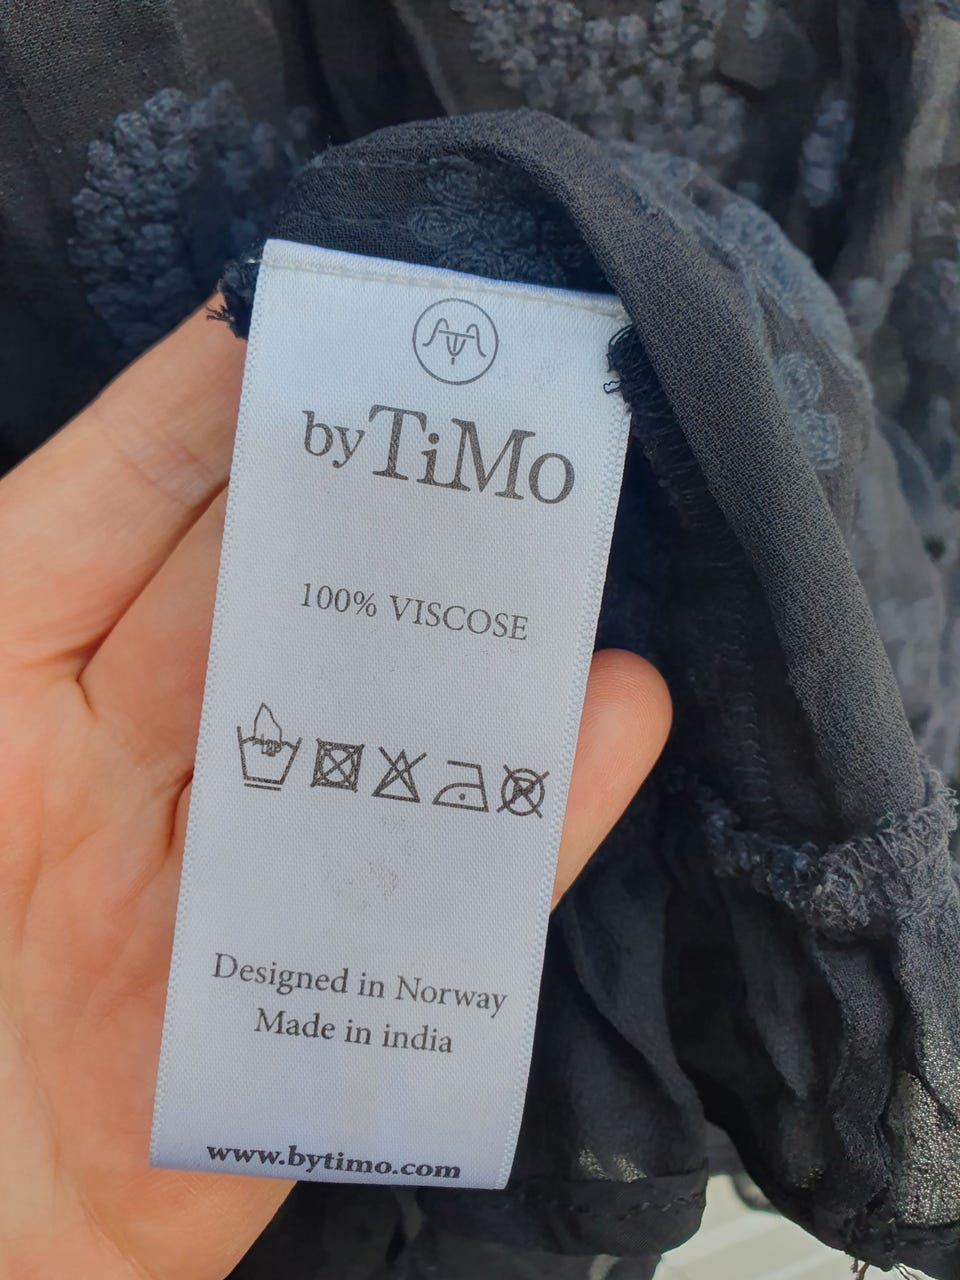 byTiMo
100% VISCOSE
Designed in Norway
Made in india
www.bytimo.com